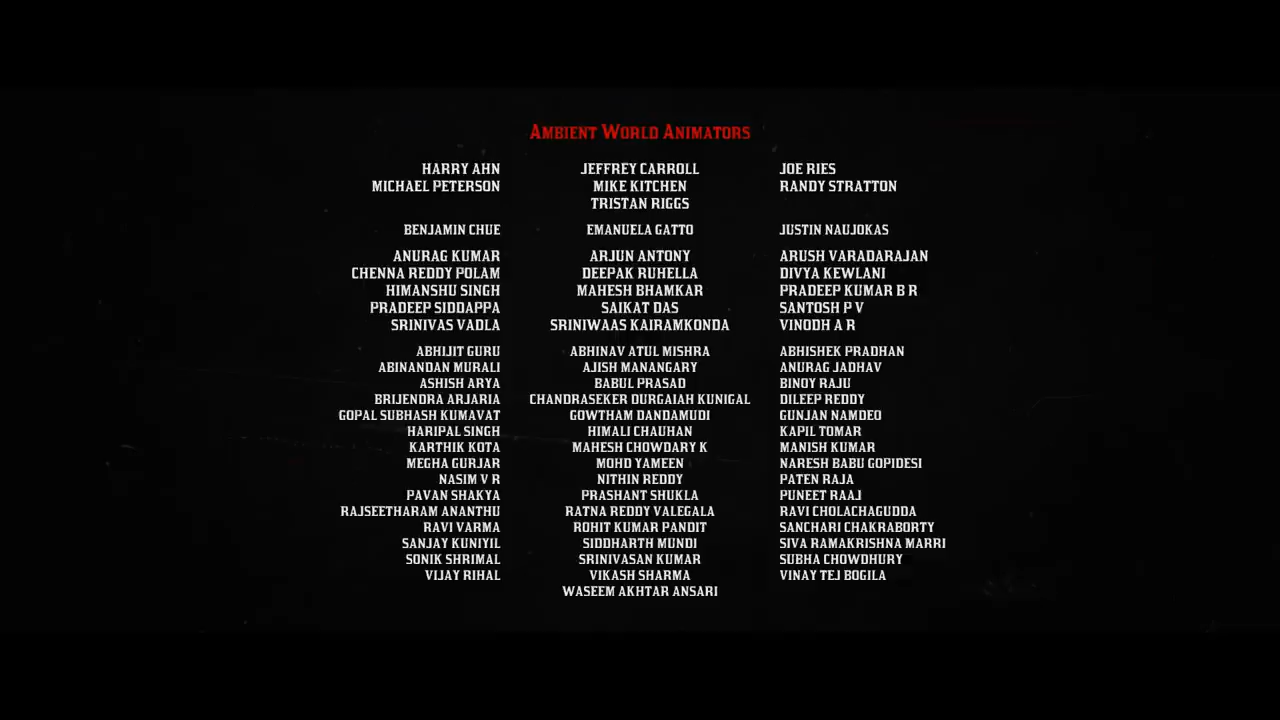 AMBIENT WORLD ANIMATORS
HARRY AHN JEFFREY CARROLL JOE RIES
MICHAEL PETERSON MIKE KITCHEN RANDY STRATTON
TRISTAN RIGGS
BENJAMIN CHUE EMANUELA GATTO JUSTIN NAUJOKAS
ANURAG KUMAR ARJUN ANTONY ARUSH VARADARAJAN
CHENNA REDDY POLAM DEEPAK RUHELLA DIVYA KEWLANI
HIMANSHU SINGH MAHESH BHAMKAR PRADEEP KUMAR B R
PRADEEP SIDDAPPA SAIKAT DAS SANTOSH P V
SRINIVAS VADLA SRINIWAAS KAIRAMKONDA VINODH A R
ABHIJIT GURU ABHINAV ATUL MISHRA ABHISHEK PRADHAN
ABINANDAN MURALI AJISH MANANGARY ANURAG JADHAV
ASHISH ARYA BABUL PRASAD BINOY RAJU
BRIJENDRA ARJARIA CHANDRASEKER DURGAIAH KUNIGAL DILEEP REDDY
GOPAL SUBHASH KUMAVAT GOWTHAM DANDAMUDI GUNJAN NAMDEO
HARIPAL SINGH HIMALI CHAUHAN KAPIL TOMAR
KARTHIK KOTA MAHESH CHOWDARY K MANISH KUMAR
MEGHA GURJAR MOHD YAMEEN NARESH BABU GOPIDESI
NASIM V R NITHIN REDDY PATEN RAJA
PAVAN SHAKYA PRASHANT SHUKLA PUNEET RAAJ
RAJSEETHARAM ANANTHU RATNA REDDY VALEGALA RAVI CHOLACHAGUDDA
RAVI VARMA ROHIT KUMAR PANDIT SANCHARI CHAKRABORTY
SANJAY KUNIYIL SIDDHARTH MUNDI SIVA RAMAKRISHNA MARRI
SONIK SHRIMAL SRINIVASAN KUMAR SUBHA CHOWDHURY
VIJAY RIHAL VIKASH SHARMA VINAY TEJ BOGILA
WASEEM AKHTAR ANSARI